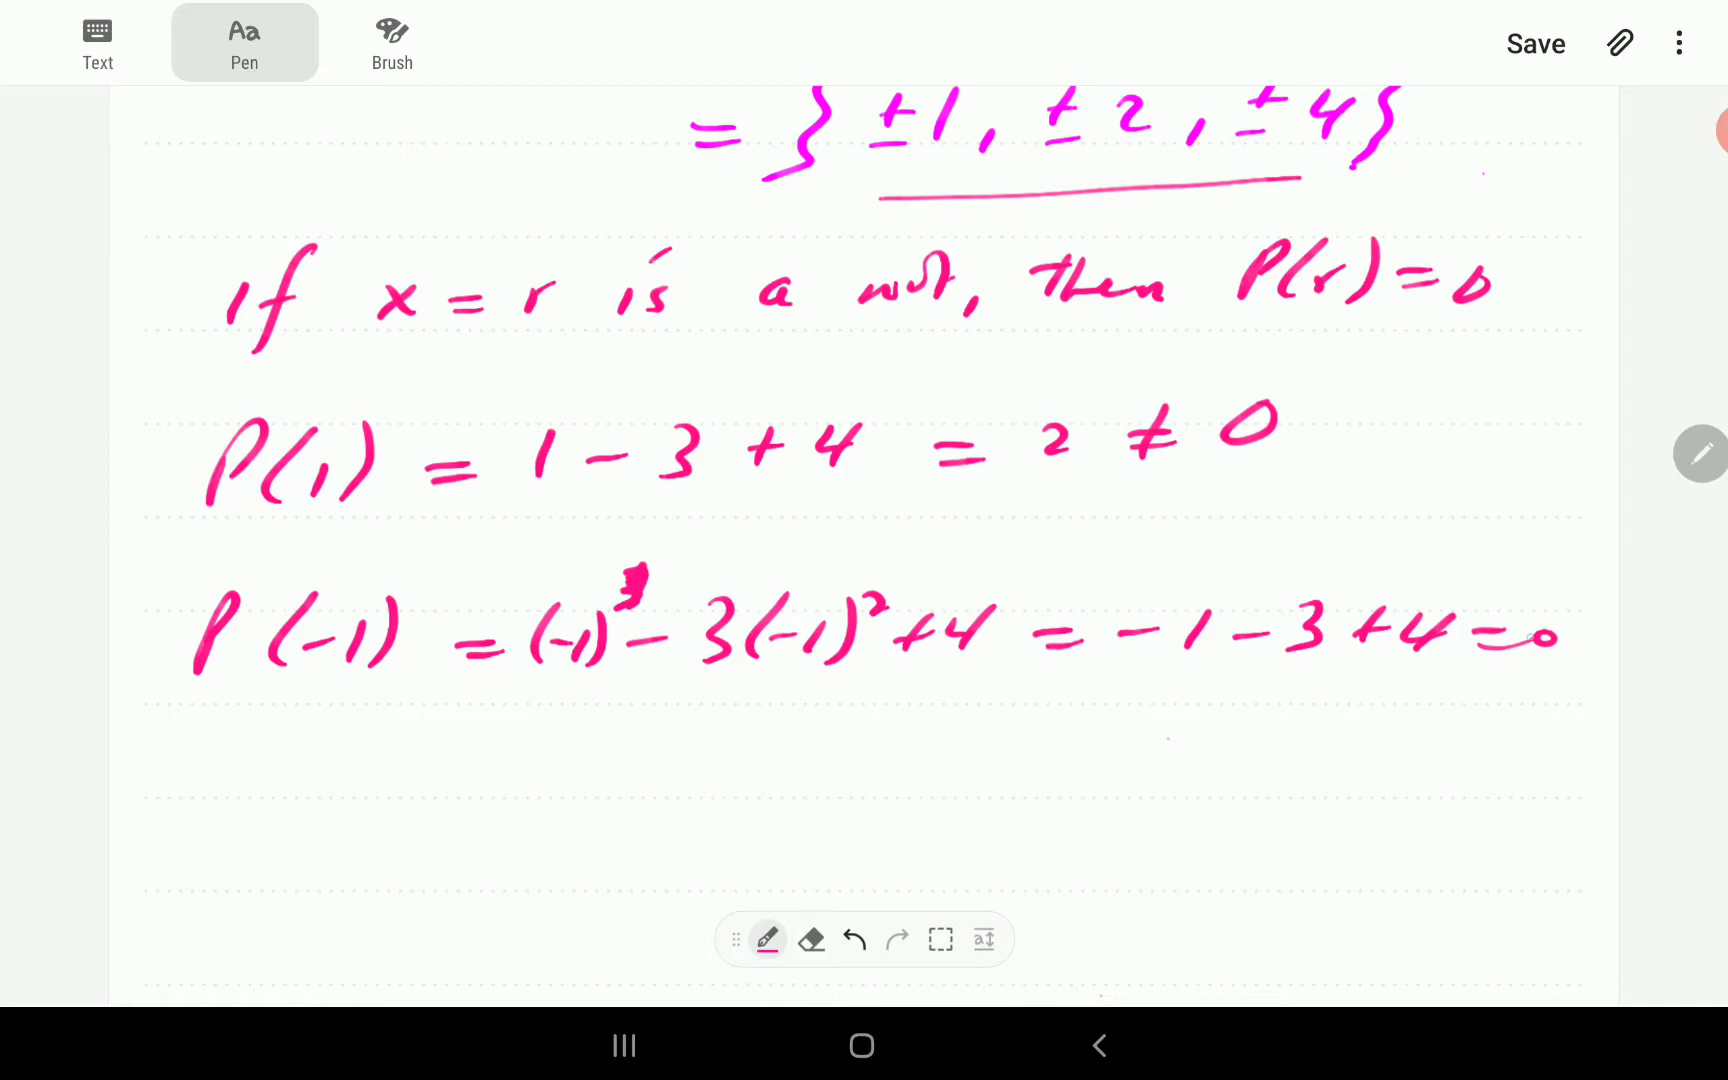 Text
Aa
Pen
Brush
Save
= } ±1, ±2, ±4}
If x = r is a root, then P(r) = 0
P(1) = 1 - 3 + 4 = 2 ≠ 0
P(-1) = (-1)³ - 3(-1)² + 4 = -1 - 3 + 4 = 0
a